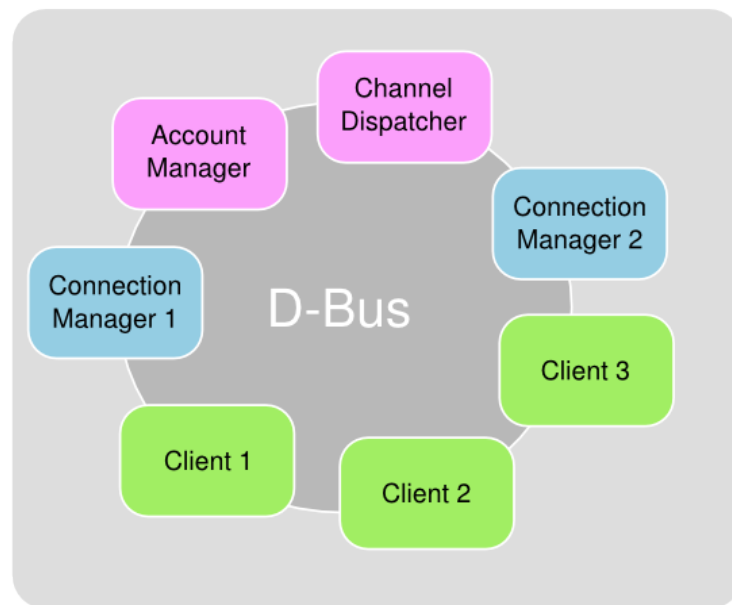 Channel
Dispatcher
Account
Manager
Connection
Manager 2
Connection
Manager 1
D-Bus
Client 3
Client 1
Client 2